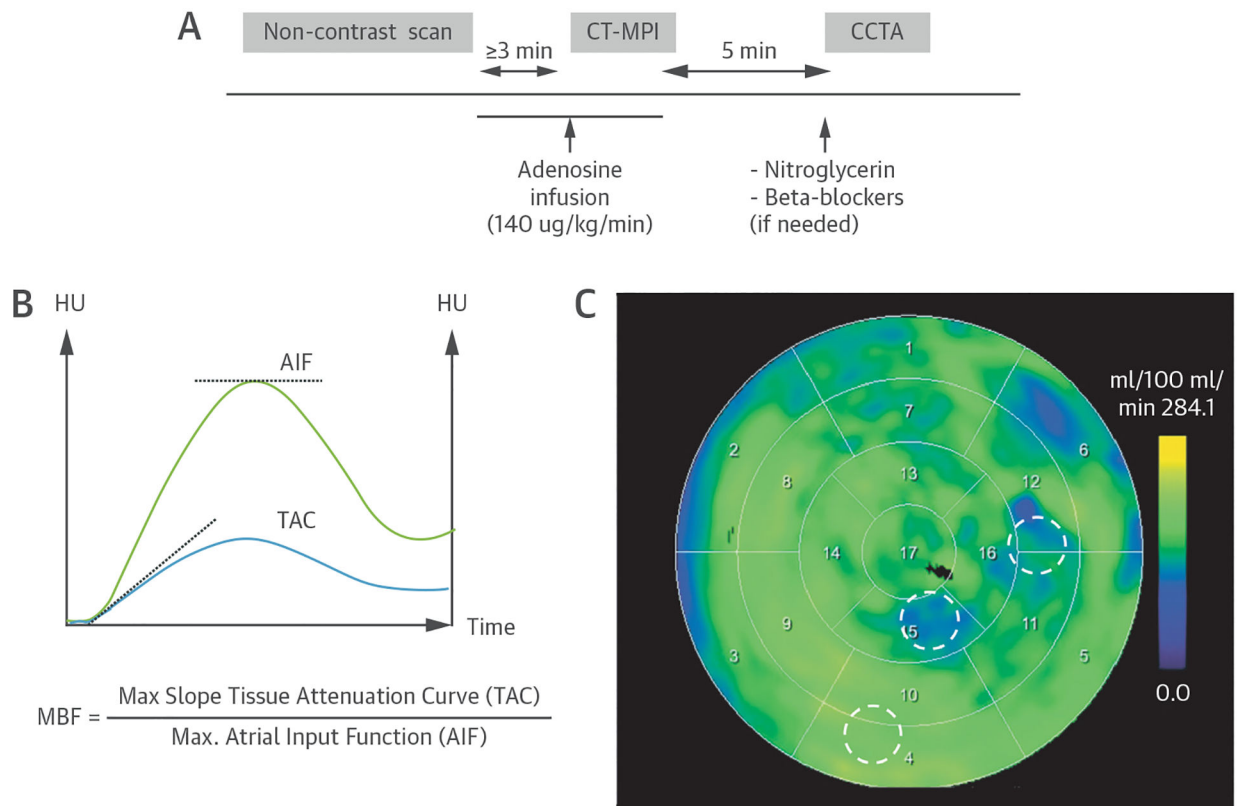 A
Non-contrast scan
CT-MPI
CCTA
≥3 min
5 min
Adenosine
infusion
(140 ug/kg/min)
- Nitroglycerin
- Beta-blockers
(if needed)
B
HU
HU
AIF
TAC
Time
MBF = Max Slope Tissue Attenuation Curve (TAC)
Max. Atrial Input Function (AIF)
C
1
7
2
6
8
13
12
14
17
16
9
15
11
3
5
10
4
ml/100 ml/
min 284.1
0.0